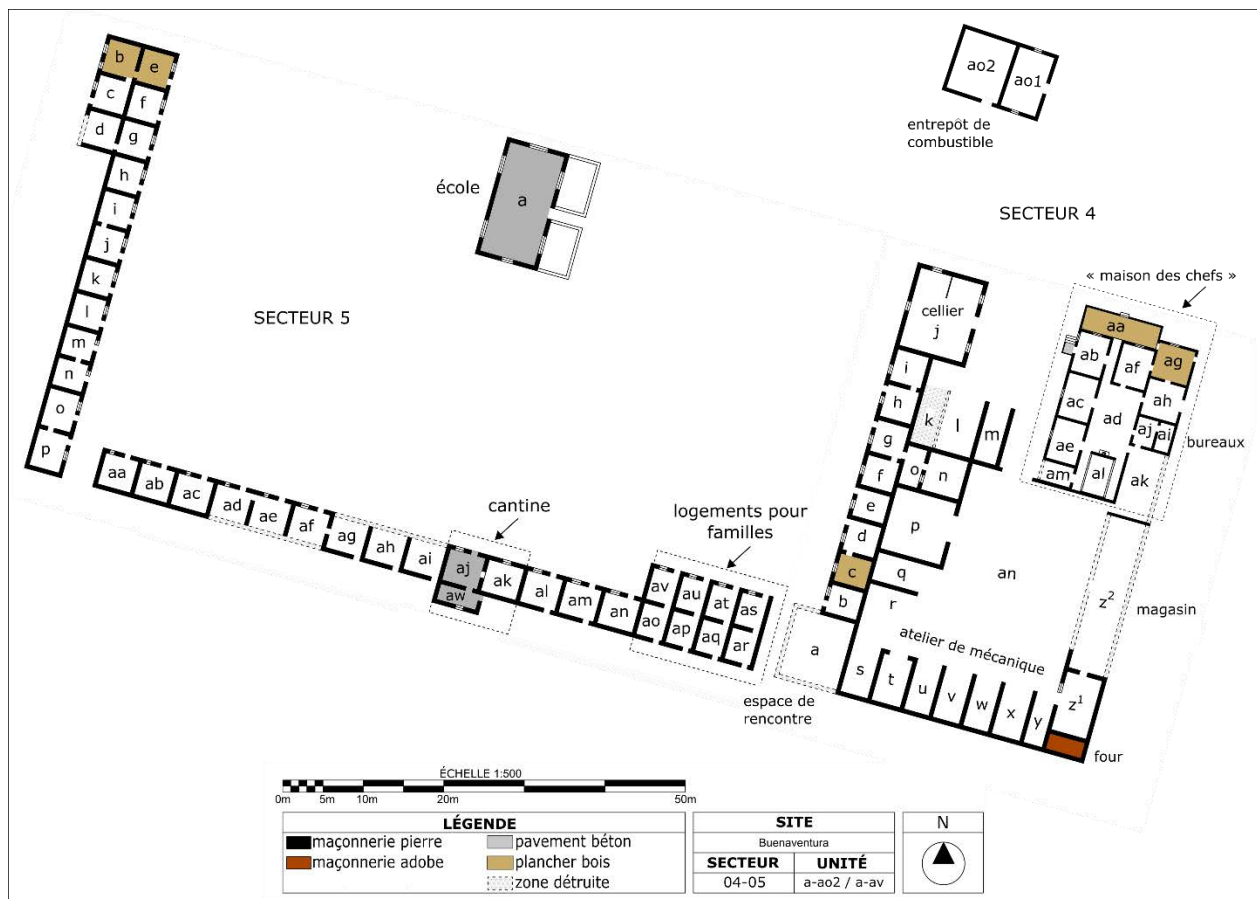 b e
c f
d g
h
i
j
k
l
m
n
o
p
école
a
SECTEUR 5
ao2 ao1
entrepôt de
combustible
SECTEUR 4
« maison des chefs »
cellier
j
i
h
g
f
e
d
c
b
a
k l m
o n
p
q
r
an
aa
ab af ag
ac ad ah
aj ai
ae
am al ak
bureaux
z²
magasin
atelier de mécanique
s t u v w x y z¹
four
espace de
rencontre
aa ab ac ad ae af ag ah ai aj ak al am an
aw
cantine
logements pour
familles
av au at as
ao ap aq ar
ÉCHELLE 1:500
0m 5m 10m 20m 50m
LÉGENDE
maçonnerie pierre pavement béton
maçonnerie adobe plancher bois
zone détruite
SITE
Buenaventura
SECTEUR UNITÉ
04-05 a-ao2 / a-av
N